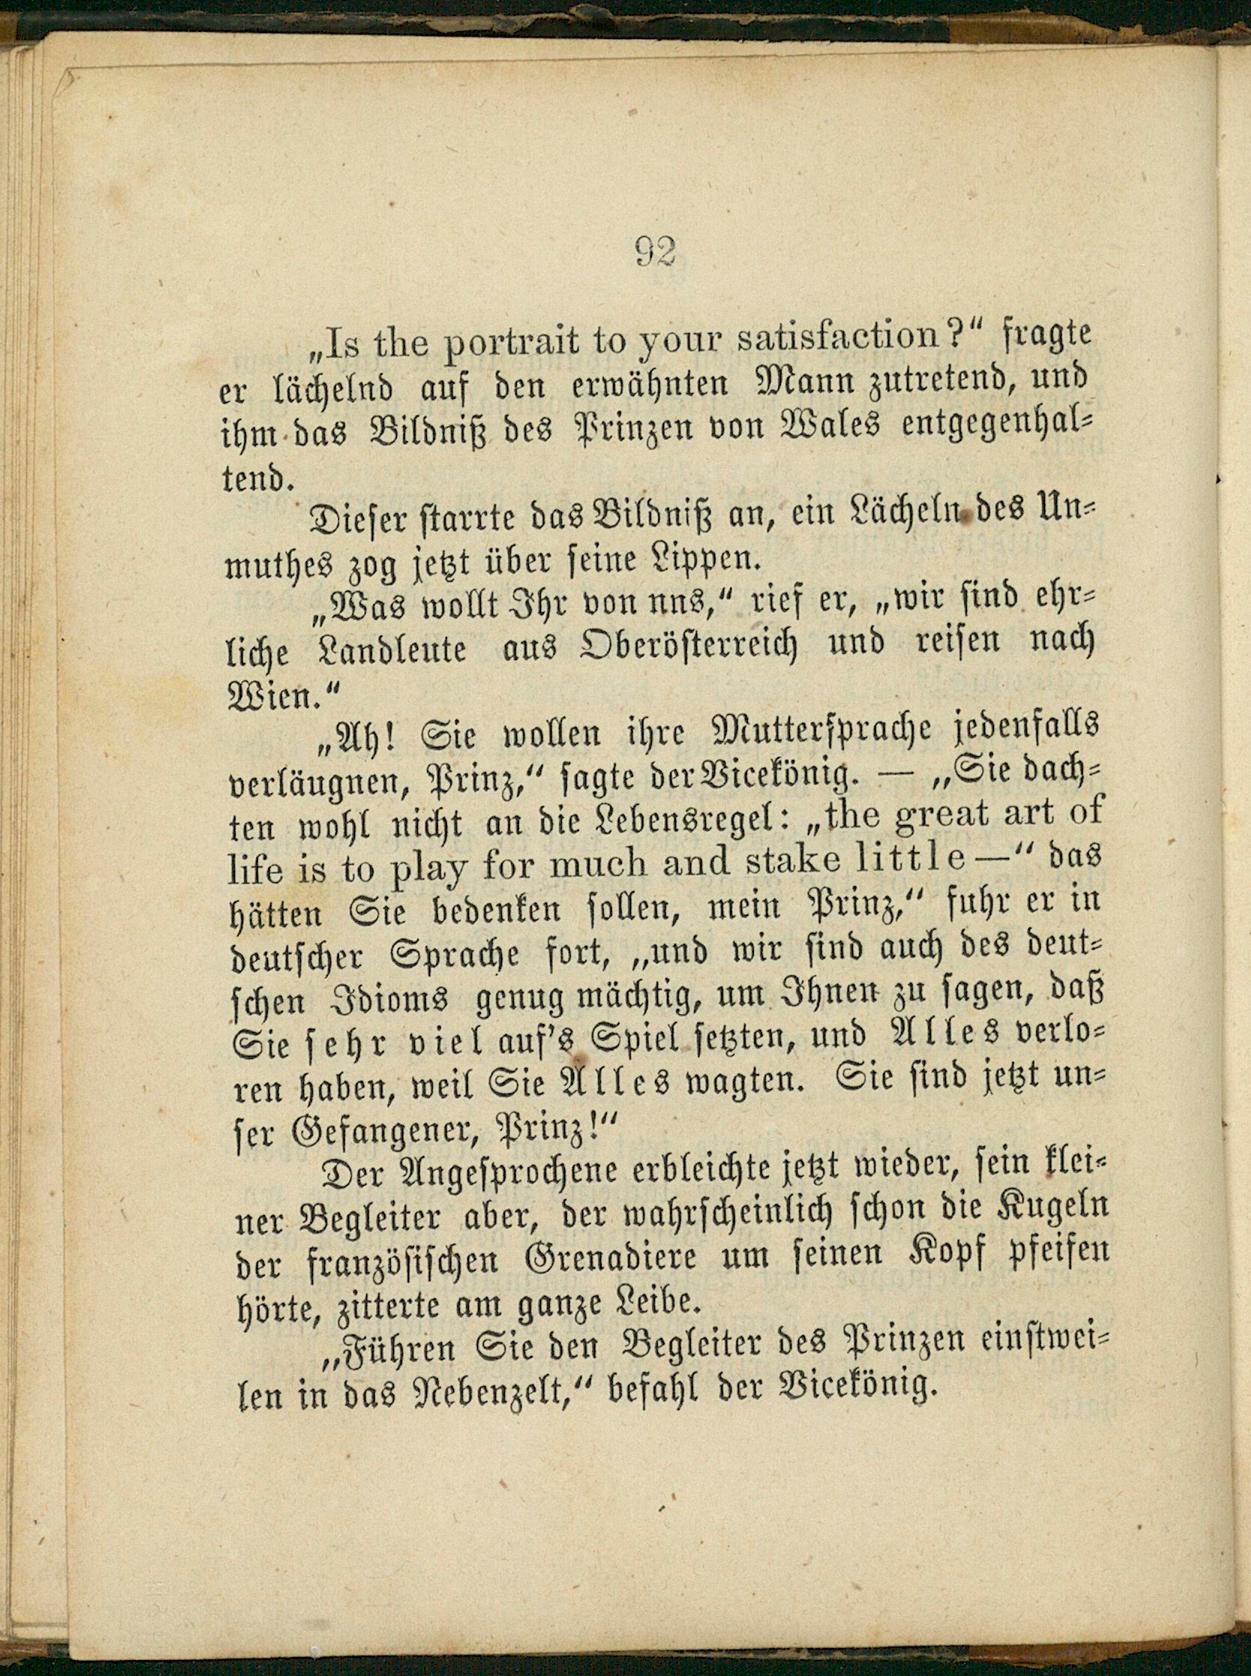 92
„Is the portrait to your satisfaction?“ fragte
er lächelnd auf den erwähnten Mann zutretend, und
ihm das Bildniß des Prinzen von Wales entgegenhal-
tend.
Dieser starrte das Bildniß an, ein Lächeln des Un-
muthes zog jetzt über seine Lippen.
„Was wollt Ihr von nns,“ rief er, „wir sind ehr-
liche Landleute aus Oberösterreich und reisen nach
Wien.“
„Ah! Sie wollen ihre Muttersprache jedenfalls
verläugnen, Prinz,“ sagte der Vicekönig. — „Sie dach-
ten wohl nicht an die Lebensregel: „the great art of
life is to play for much and stake little —“ das
hätten Sie bedenken sollen, mein Prinz,“ fuhr er in
deutscher Sprache fort, „und wir sind auch des deut-
schen Idioms genug mächtig, um Ihnen zu sagen, daß
Sie sehr viel auf's Spiel setzten, und Alles verlo-
ren haben, weil Sie Alles wagten. Sie sind jetzt un-
ser Gefangener, Prinz!“
Der Angesprochene erbleichte jetzt wieder, sein klei-
ner Begleiter aber, der wahrscheinlich schon die Kugeln
der französischen Grenadiere um seinen Kopf pfeifen
hörte, zitterte am ganze Leibe.
„Führen Sie den Begleiter des Prinzen einstwei-
len in das Nebenzelt,“ befahl der Vicekönig.